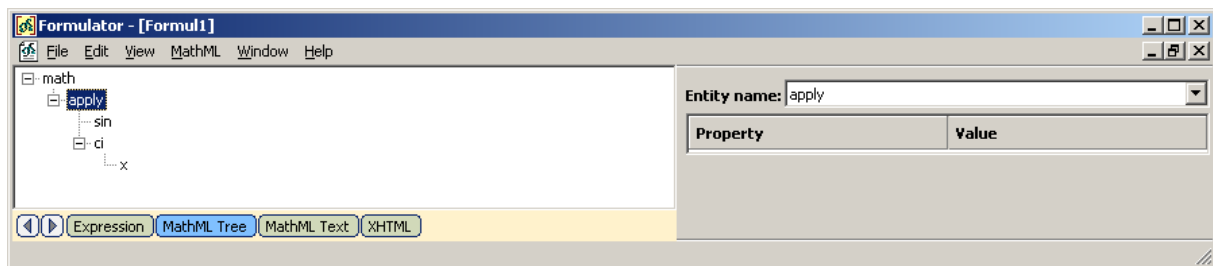 Formulator - [Formul1]
File Edit View MathML Window Help
math
apply
sin
ci
x
Entity name: apply
Property Value
Expression MathML Tree MathML Text XHTML